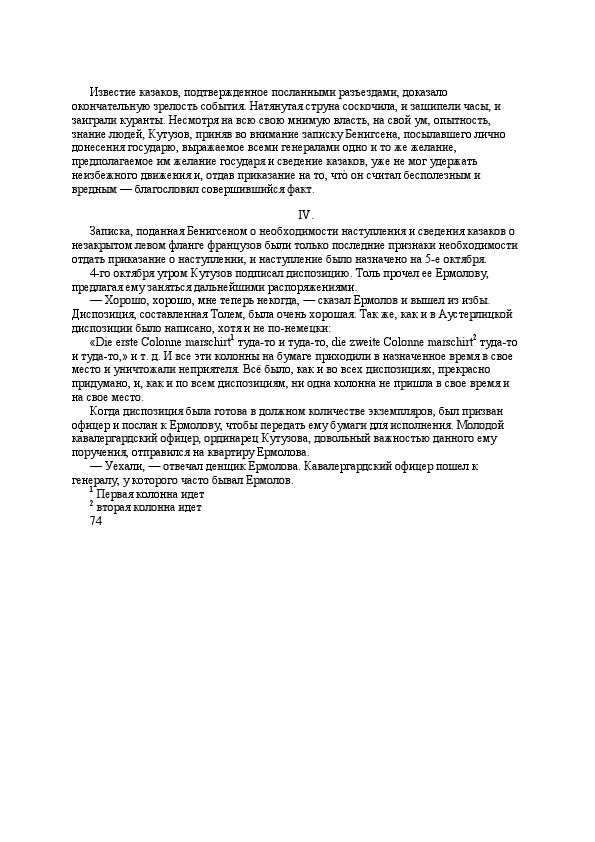 Известие казаков, подтвержденное посланными разъездами, доказало
окончательную зрелость события. Натянутая струна соскочила, и зашипели часы, и
заиграли куранты. Несмотря на всю свою мнимую власть, на свой ум, опытность,
знание людей, Кутузов, приняв во внимание записку Бенигсена, посылавшего лично
донесения государю, выражаемое всеми генералами одно и то же желание,
предполагаемое им желание государя и сведение казаков, уже не мог удержать
неизбежного движения и, отдав приказание на то, чтò он считал бесполезным и
вредным — благословил совершившийся факт.
IV.
Записка, поданная Бенигсеном о необходимости наступления и сведения казаков о
незакрытом левом фланге французов были только последние признаки необходимости
отдать приказание о наступлении, и наступление было назначено на 5-е октября.
4-го октября утром Кутузов подписал диспозицию. Толь прочел ее Ермолову,
предлагая ему заняться дальнейшими распоряжениями.
— Хорошо, хорошо, мне теперь некогда, — сказал Ермолов и вышел из избы.
Диспозиция, составленная Толем, была очень хорошая. Так же, как и в Аустерлицкой
диспозиции было написано, хотя и не по-немецки:
«Die erste Colonne marschirt¹ туда-то и туда-то, die zweite Colonne marschirt² туда-то
и туда-то,» и т. д. И все эти колонны на бумаге приходили в назначенное время в свое
место и уничтожали неприятеля. Всё было, как и во всех диспозициях, прекрасно
придумано, и, как и по всем диспозициям, ни одна колонна не пришла в свое время и
на свое место.
Когда диспозиция была готова в должном количестве экземпляров, был призван
офицер и послан к Ермолову, чтобы передать ему бумаги для исполнения. Молодой
кавалергардский офицер, ординарец Кутузова, довольный важностью данного ему
поручения, отправился на квартиру Ермолова.
— Уехали, — отвечал денщик Ермолова. Кавалергардский офицер пошел к
генералу, у которого часто бывал Ермолов.
¹ Первая колонна идет
² вторая колонна идет
74